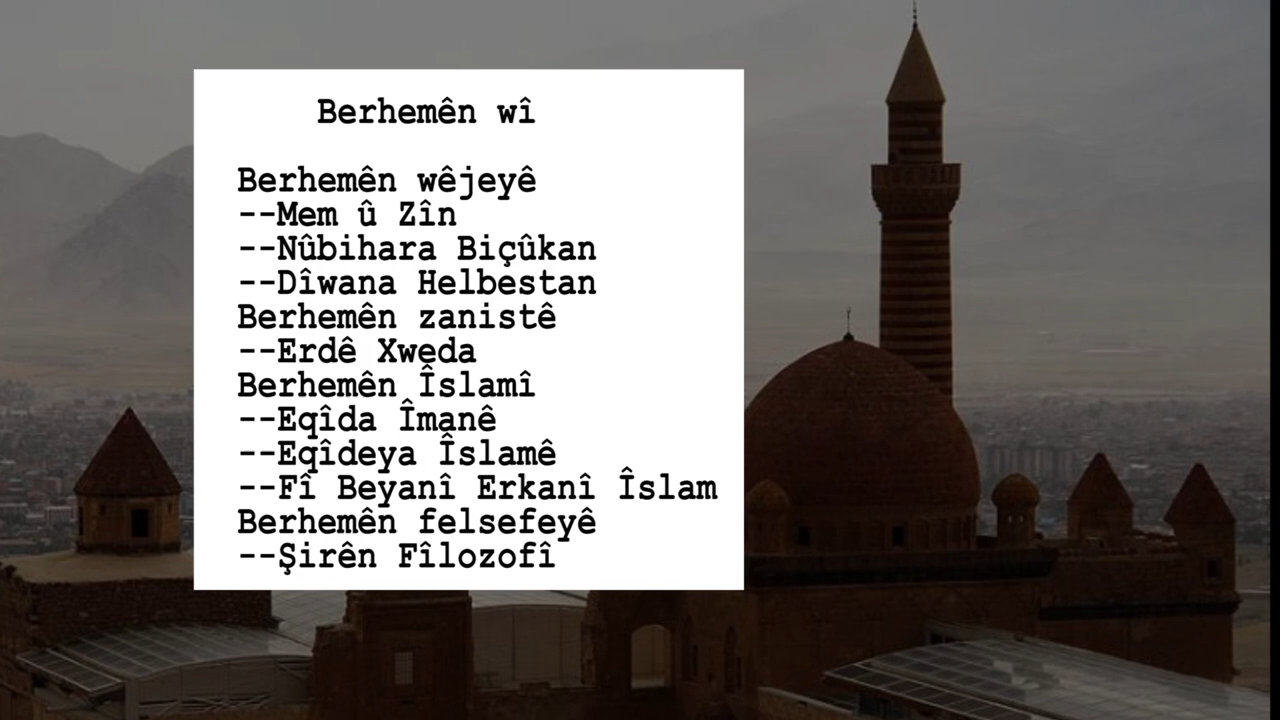 Berhemên wî
Berhemên wêjeyê
--Mem û Zîn
--Nûbihara Biçûkan
--Dîwana Helbestan
Berhemên zanistê
--Erdê Xweda
Berhemên Îslamî
--Eqîda Îmanê
--Eqîdeya Îslamê
--Fî Beyanî Erkanî Îslam
Berhemên felsefeyê
--Şirên Fîlozofî